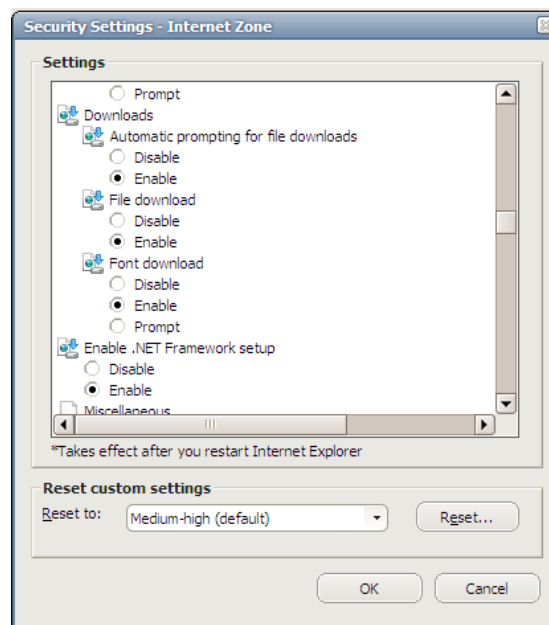 Security Settings - Internet Zone
Settings
Prompt
Downloads
Automatic prompting for file downloads
Disable
Enable
File download
Disable
Enable
Font download
Disable
Enable
Prompt
Enable .NET Framework setup
Disable
Enable
Miscellaneous
*Takes effect after you restart Internet Explorer
Reset custom settings
Reset to: Medium-high (default) Reset...
OK Cancel